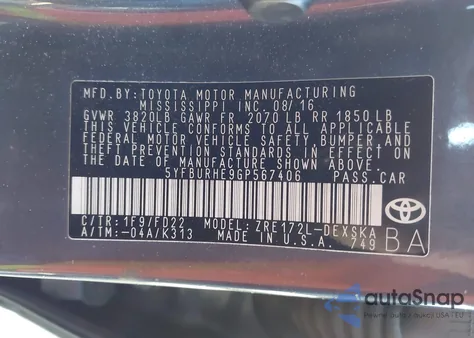 MFD.BY:TOYOTA MOTOR MANUFACTURING
MISSISSIPPI INC. 08/16
GVWR 3820LB GAWR FR 2070 LB RR 1850 LB
THIS VEHICLE CONFORMS TO ALL APPLICABLE
FEDERAL MOTOR VEHICLE SAFETY, BUMPER, AND
THEFT PREVENTION STANDARDS IN EFFECT ON
THE DATE OF MANUFACTURE SHOWN ABOVE.
5YFBURHE9GP567406 PASS.CAR
C/TR:1F9/FD22 MODEL:ZRE172L-DEXSKA
A/TM:-04A/K313 MADE IN U.S.A. 749
TOYOTA
BA
autoSnap